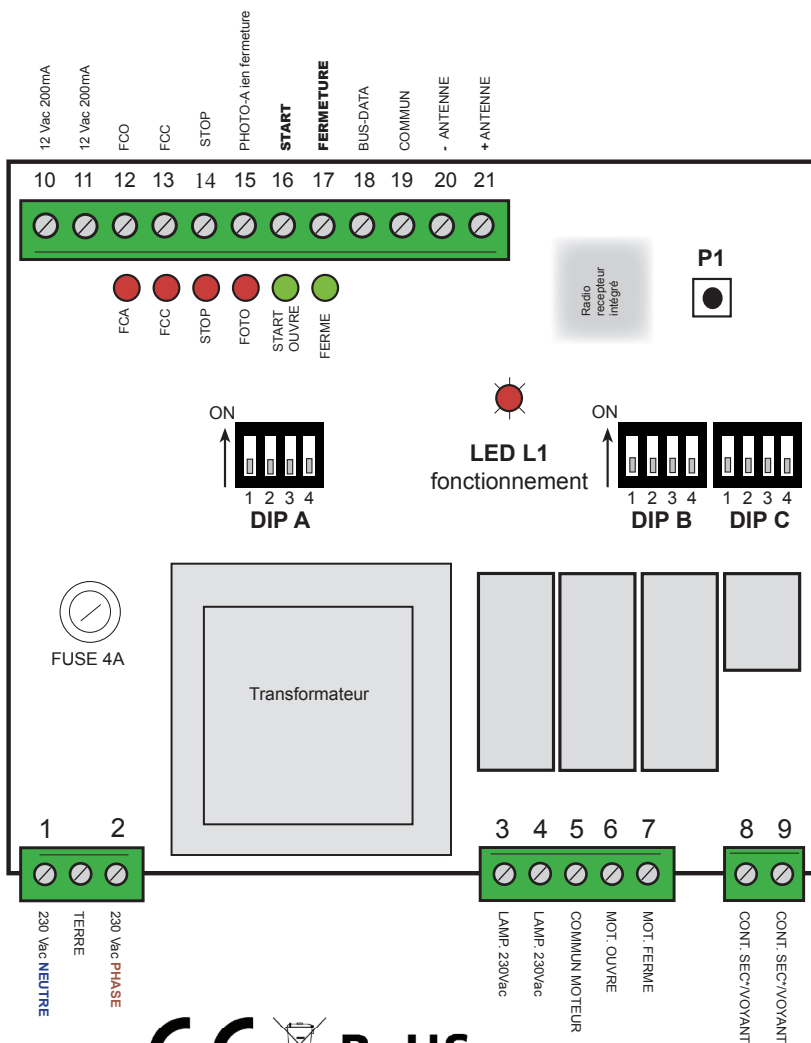 12 Vac 200mA
12 Vac 200mA
FCO
FCC
STOP
PHOTO-A ien fermeture
START
FERMETURE
BUS-DATA
COMMUN
- ANTENNE
+ ANTENNE
10 11 12 13 14 15 16 17 18 19 20 21
FCA
FCC
STOP
FOTO
START
OUVRE
FERME
Radio
recepteur
intégré
P1
ON
1 2 3 4
DIP A
LED L1
fonctionnement
ON
1 2 3 4
1 2 3 4
DIP B
DIP C
FUSE 4A
Transformateur
1 2
3 4 5 6 7
8 9
230 Vac NEUTRE
TERRE
230 Vac PHASE
LAMP. 230Vac
LAMP. 230Vac
COMMUN MOTEUR
MOT. OUVRE
MOT. FERME
CONT. SEC*/VOYANT
CONT. SEC*/VOYANT